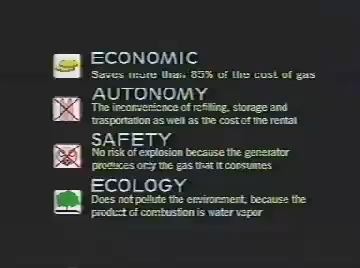 ECONOMIC
Saves more than 85% of the cost of gas
AUTONOMY
The inconvenience of refilling, storage and
trasportation as well as the cost of the rental
SAFETY
No risk of explosion because the generator
produces only the gas that it consumes
ECOLOGY
Does not pollute the environment, because the
product of combustion is water vapor